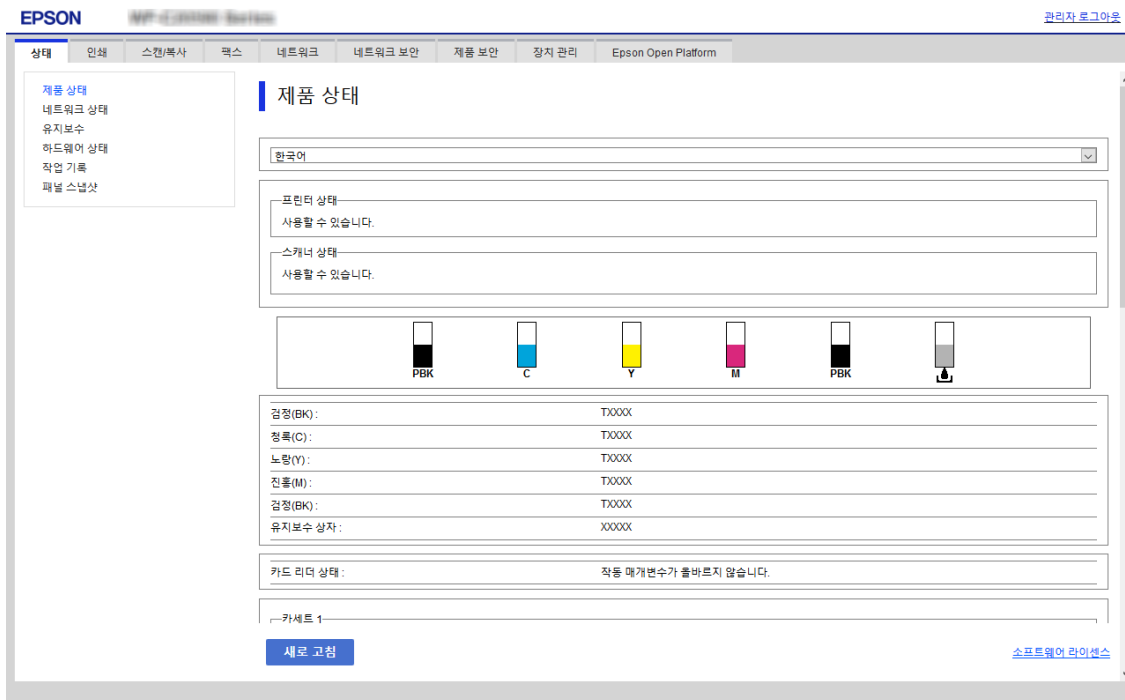 EPSON
관리자 로그아웃
상태 인쇄 스캔/복사 팩스 네트워크 네트워크 보안 제품 보안 장치 관리 Epson Open Platform
제품 상태
네트워크 상태
유지보수
하드웨어 상태
작업 기록
패널 스냅샷
제품 상태
한국어
프린터 상태
사용할 수 있습니다.
스캐너 상태
사용할 수 있습니다.
PBK C Y M PBK
검정(BK) : TXXXX
청록(C) : TXXXX
노랑(Y) : TXXXX
진홍(M) : TXXXX
검정(BK) : TXXXX
유지보수 상자 : XXXXX
카드 리더 상태 : 작동 매개변수가 올바르지 않습니다.
카세트 1
새로 고침
소프트웨어 라이센스